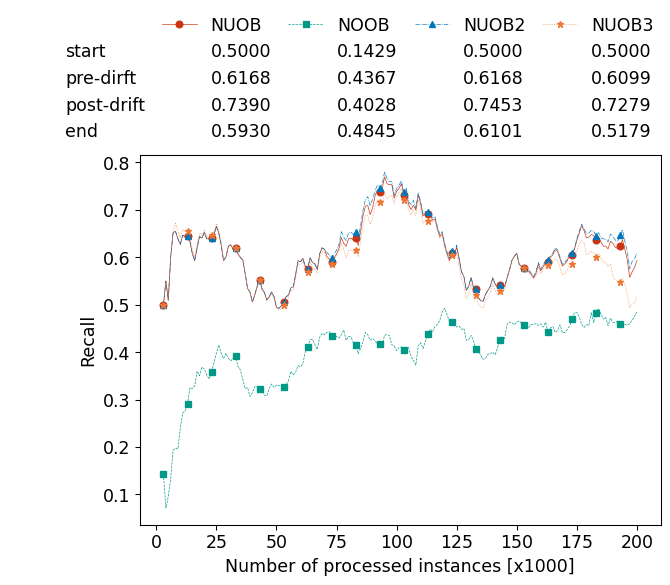 NUOB NOOB NUOB2 NUOB3
start 0.5000 0.1429 0.5000 0.5000
pre-dirft 0.6168 0.4367 0.6168 0.6099
post-drift 0.7390 0.4028 0.7453 0.7279
end 0.5930 0.4845 0.6101 0.5179
0.8
0.7
0.6
0.5
0.4
0.3
0.2
0.1
Recall
0 25 50 75 100 125 150 175 200
Number of processed instances [x1000]